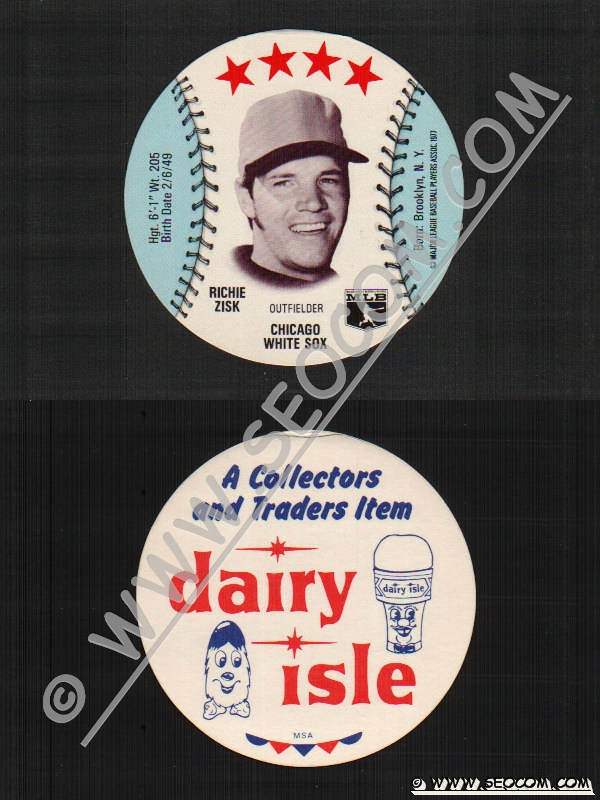 Hgt. 6'-1" Wt. 205
Birth Date 2/6/49
Born: Brooklyn, N. Y.
© MAJOR LEAGUE BASEBALL PLAYERS ASSOC. 1977
RICHIE
ZISK
OUTFIELDER
MLB
CHICAGO
WHITE SOX
A Collectors
and Traders Item
dairy
dairy isle
isle
MSA
© WWW.SEOCOM.COM
© WWW.SEOCOM.COM